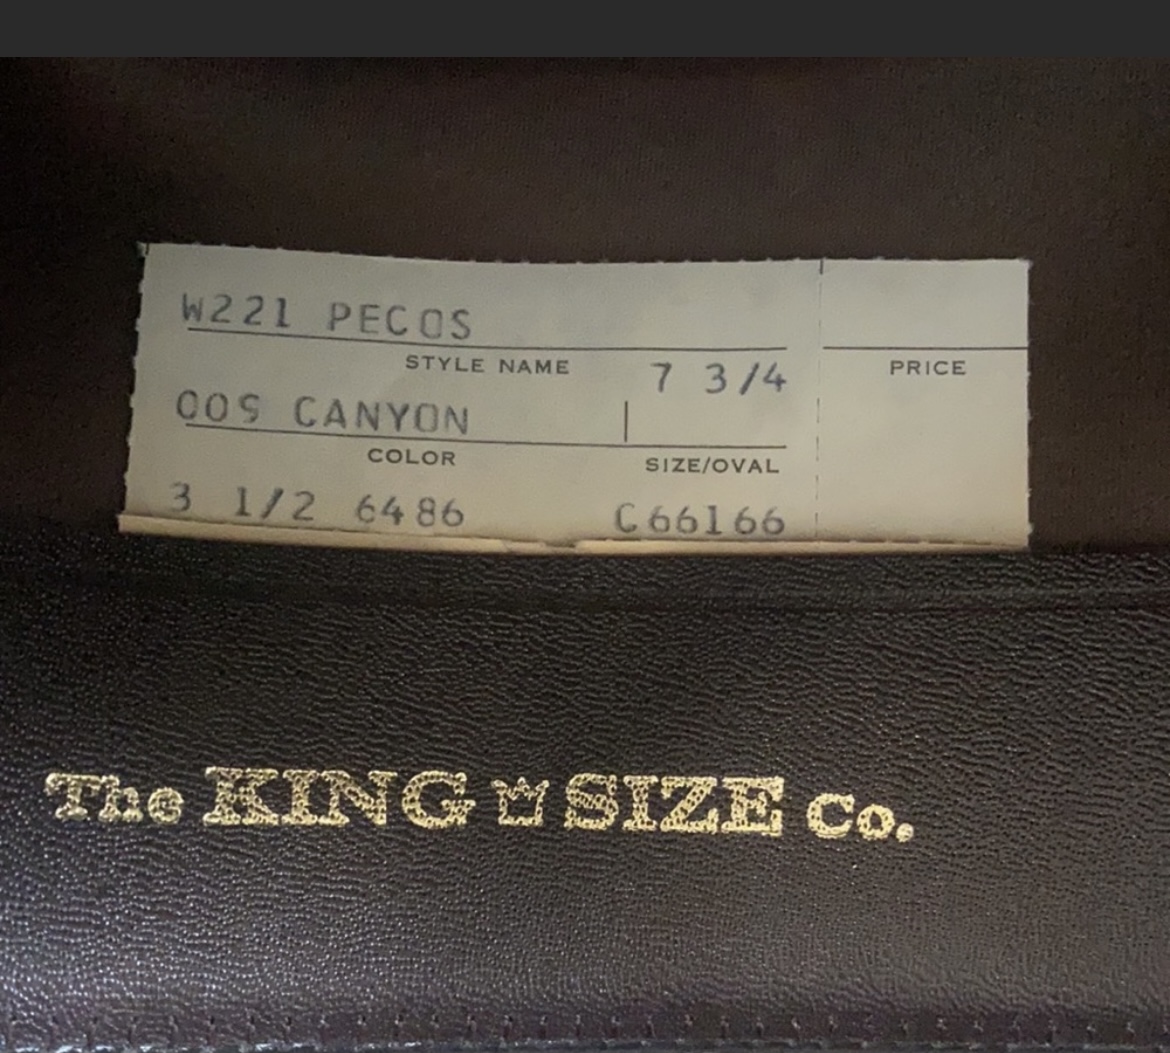 W221 PECOS
STYLE NAME
7 3/4
PRICE
009 CANYON
COLOR
SIZE/OVAL
3 1/2 6486 C66166
The KING SIZE Co.